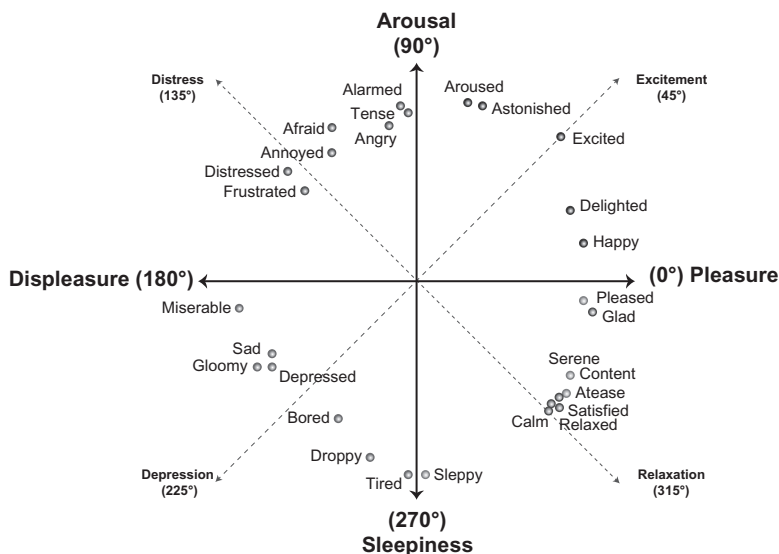 Arousal
(90°)
Distress
(135°)
Excitement
(45°)
Alarmed
Aroused
Tense
Astonished
Afraid
Angry
Excited
Annoyed
Distressed
Frustrated
Delighted
Happy
Displeasure (180°)
(0°) Pleasure
Miserable
Pleased
Glad
Sad
Serene
Gloomy
Depressed
Content
Atease
Bored
Calm
Satisfied
Relaxed
Droppy
Depression
(225°)
Tired
Sleppy
Relaxation
(315°)
(270°)
Sleepiness